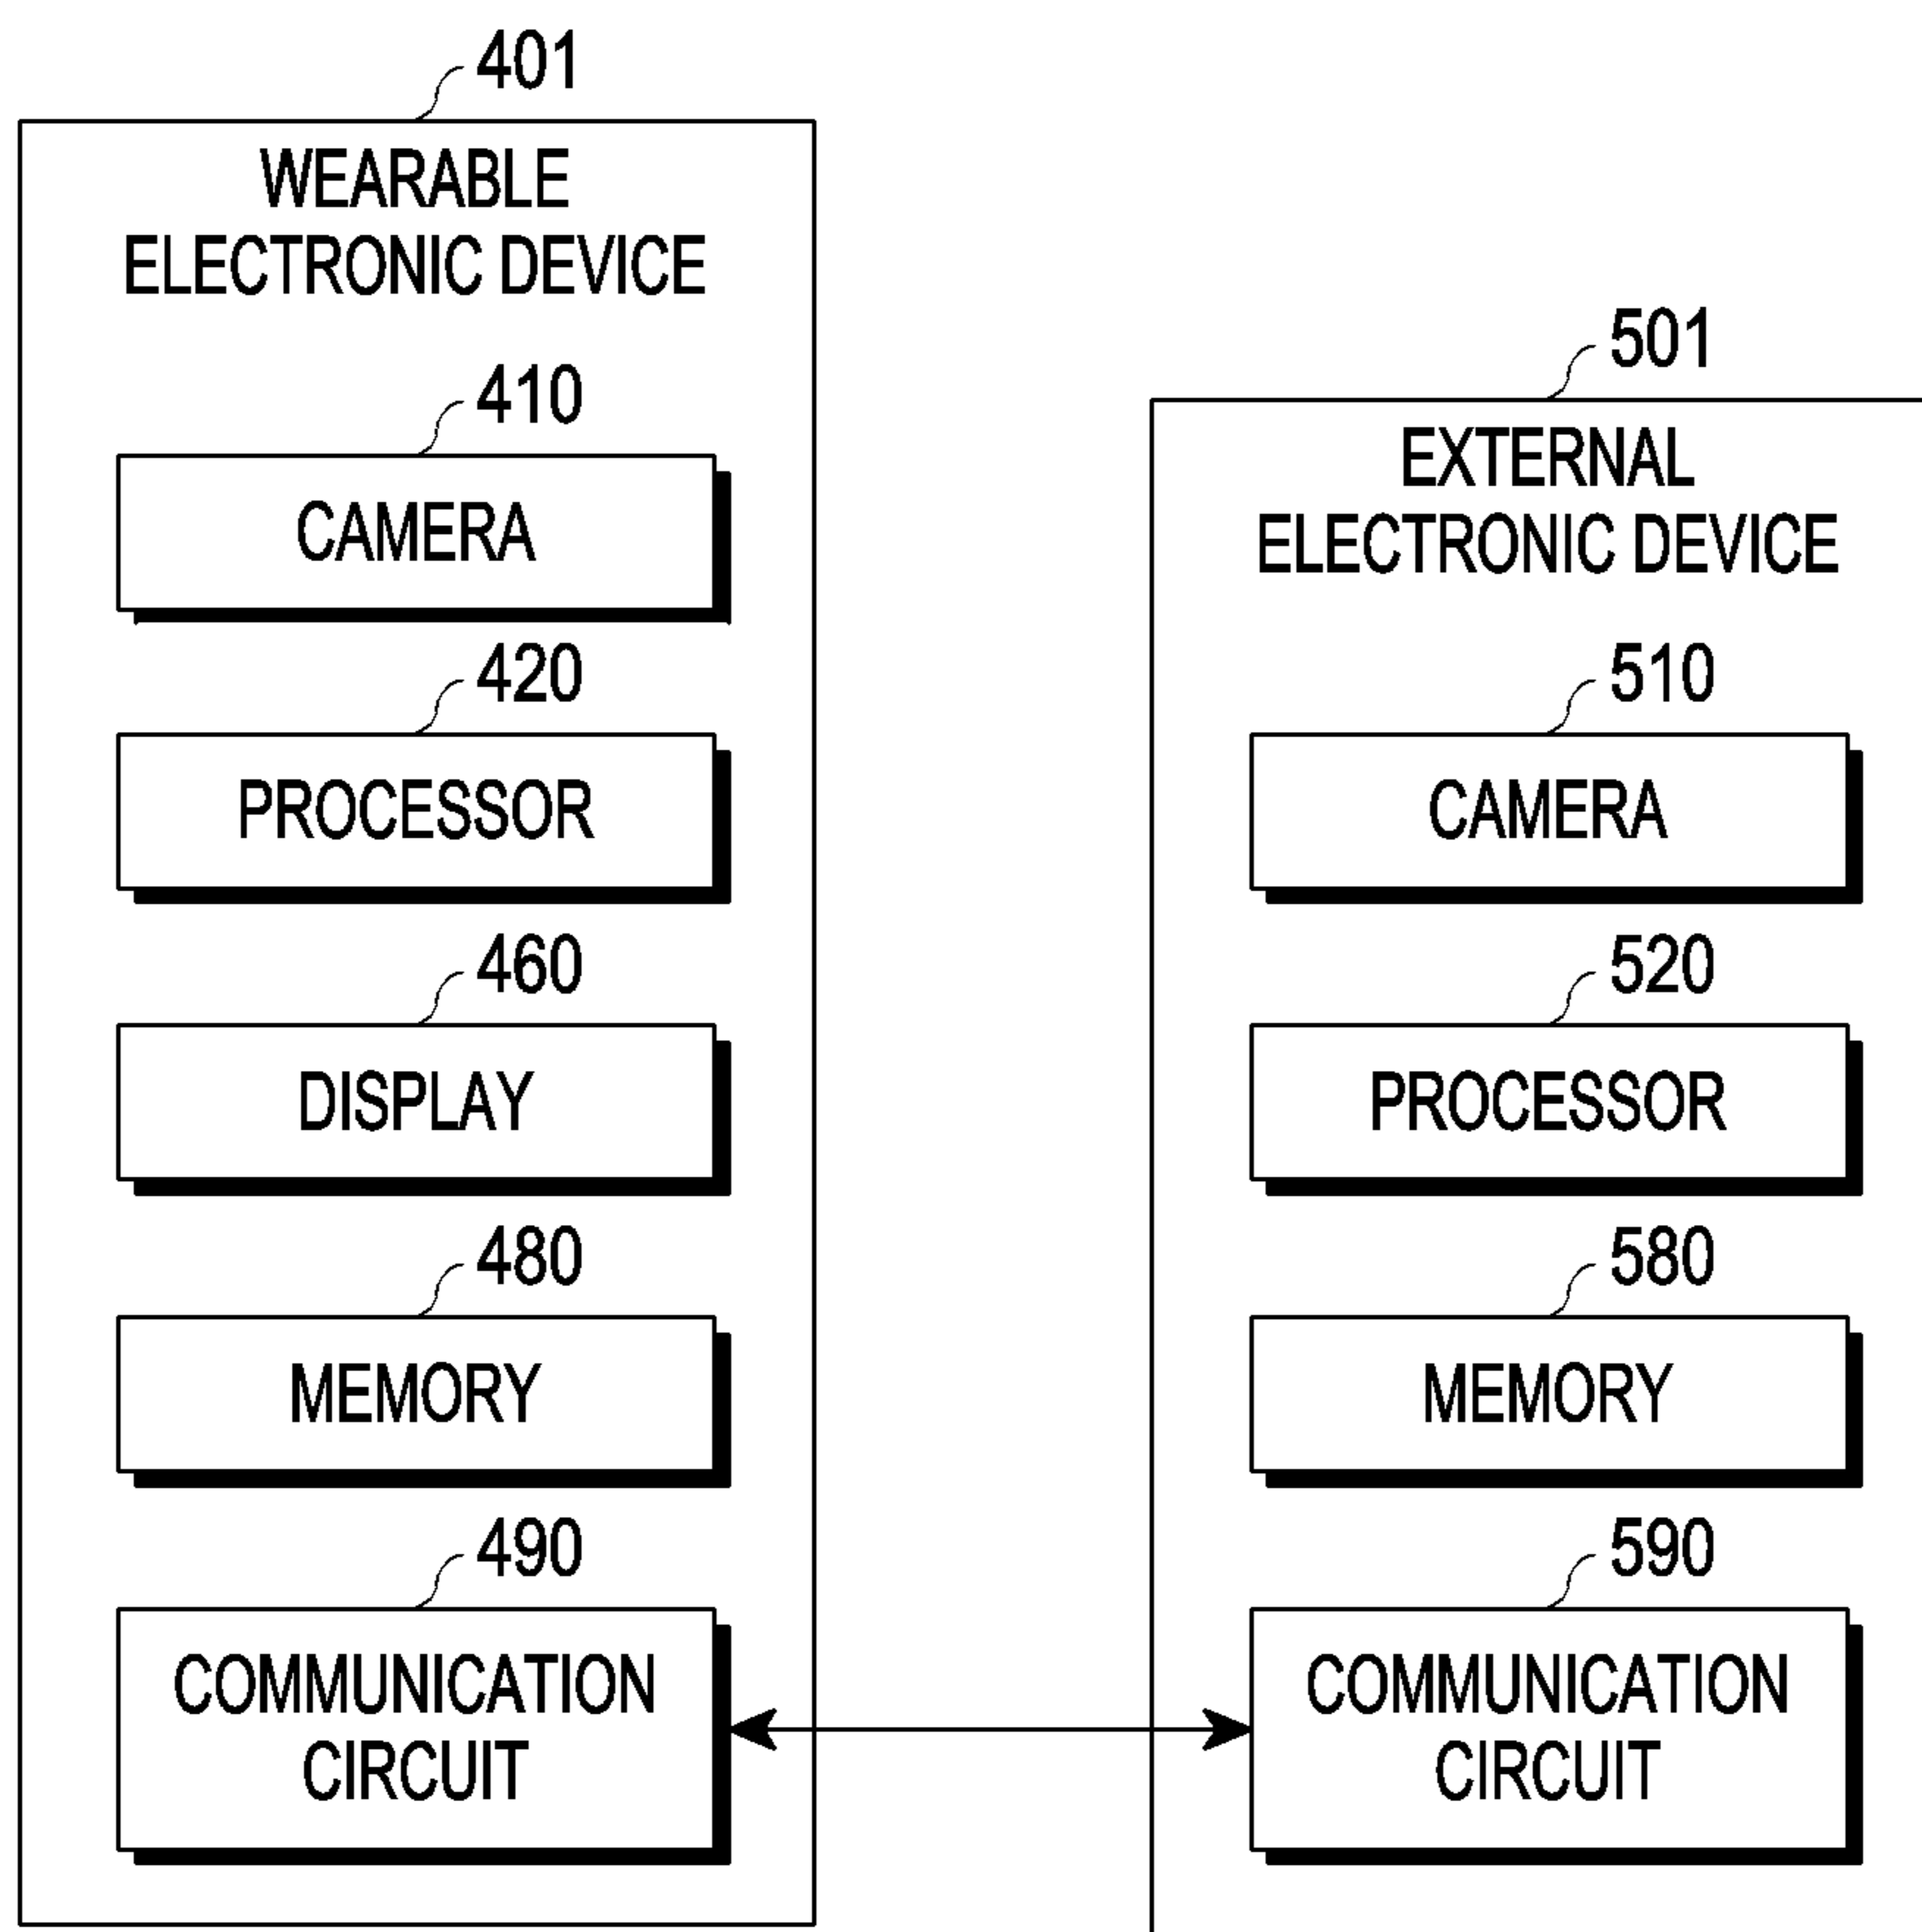 401
WEARABLE
ELECTRONIC DEVICE
410
CAMERA
420
PROCESSOR
460
DISPLAY
480
MEMORY
490
COMMUNICATION
CIRCUIT
501
EXTERNAL
ELECTRONIC DEVICE
510
CAMERA
520
PROCESSOR
580
MEMORY
590
COMMUNICATION
CIRCUIT